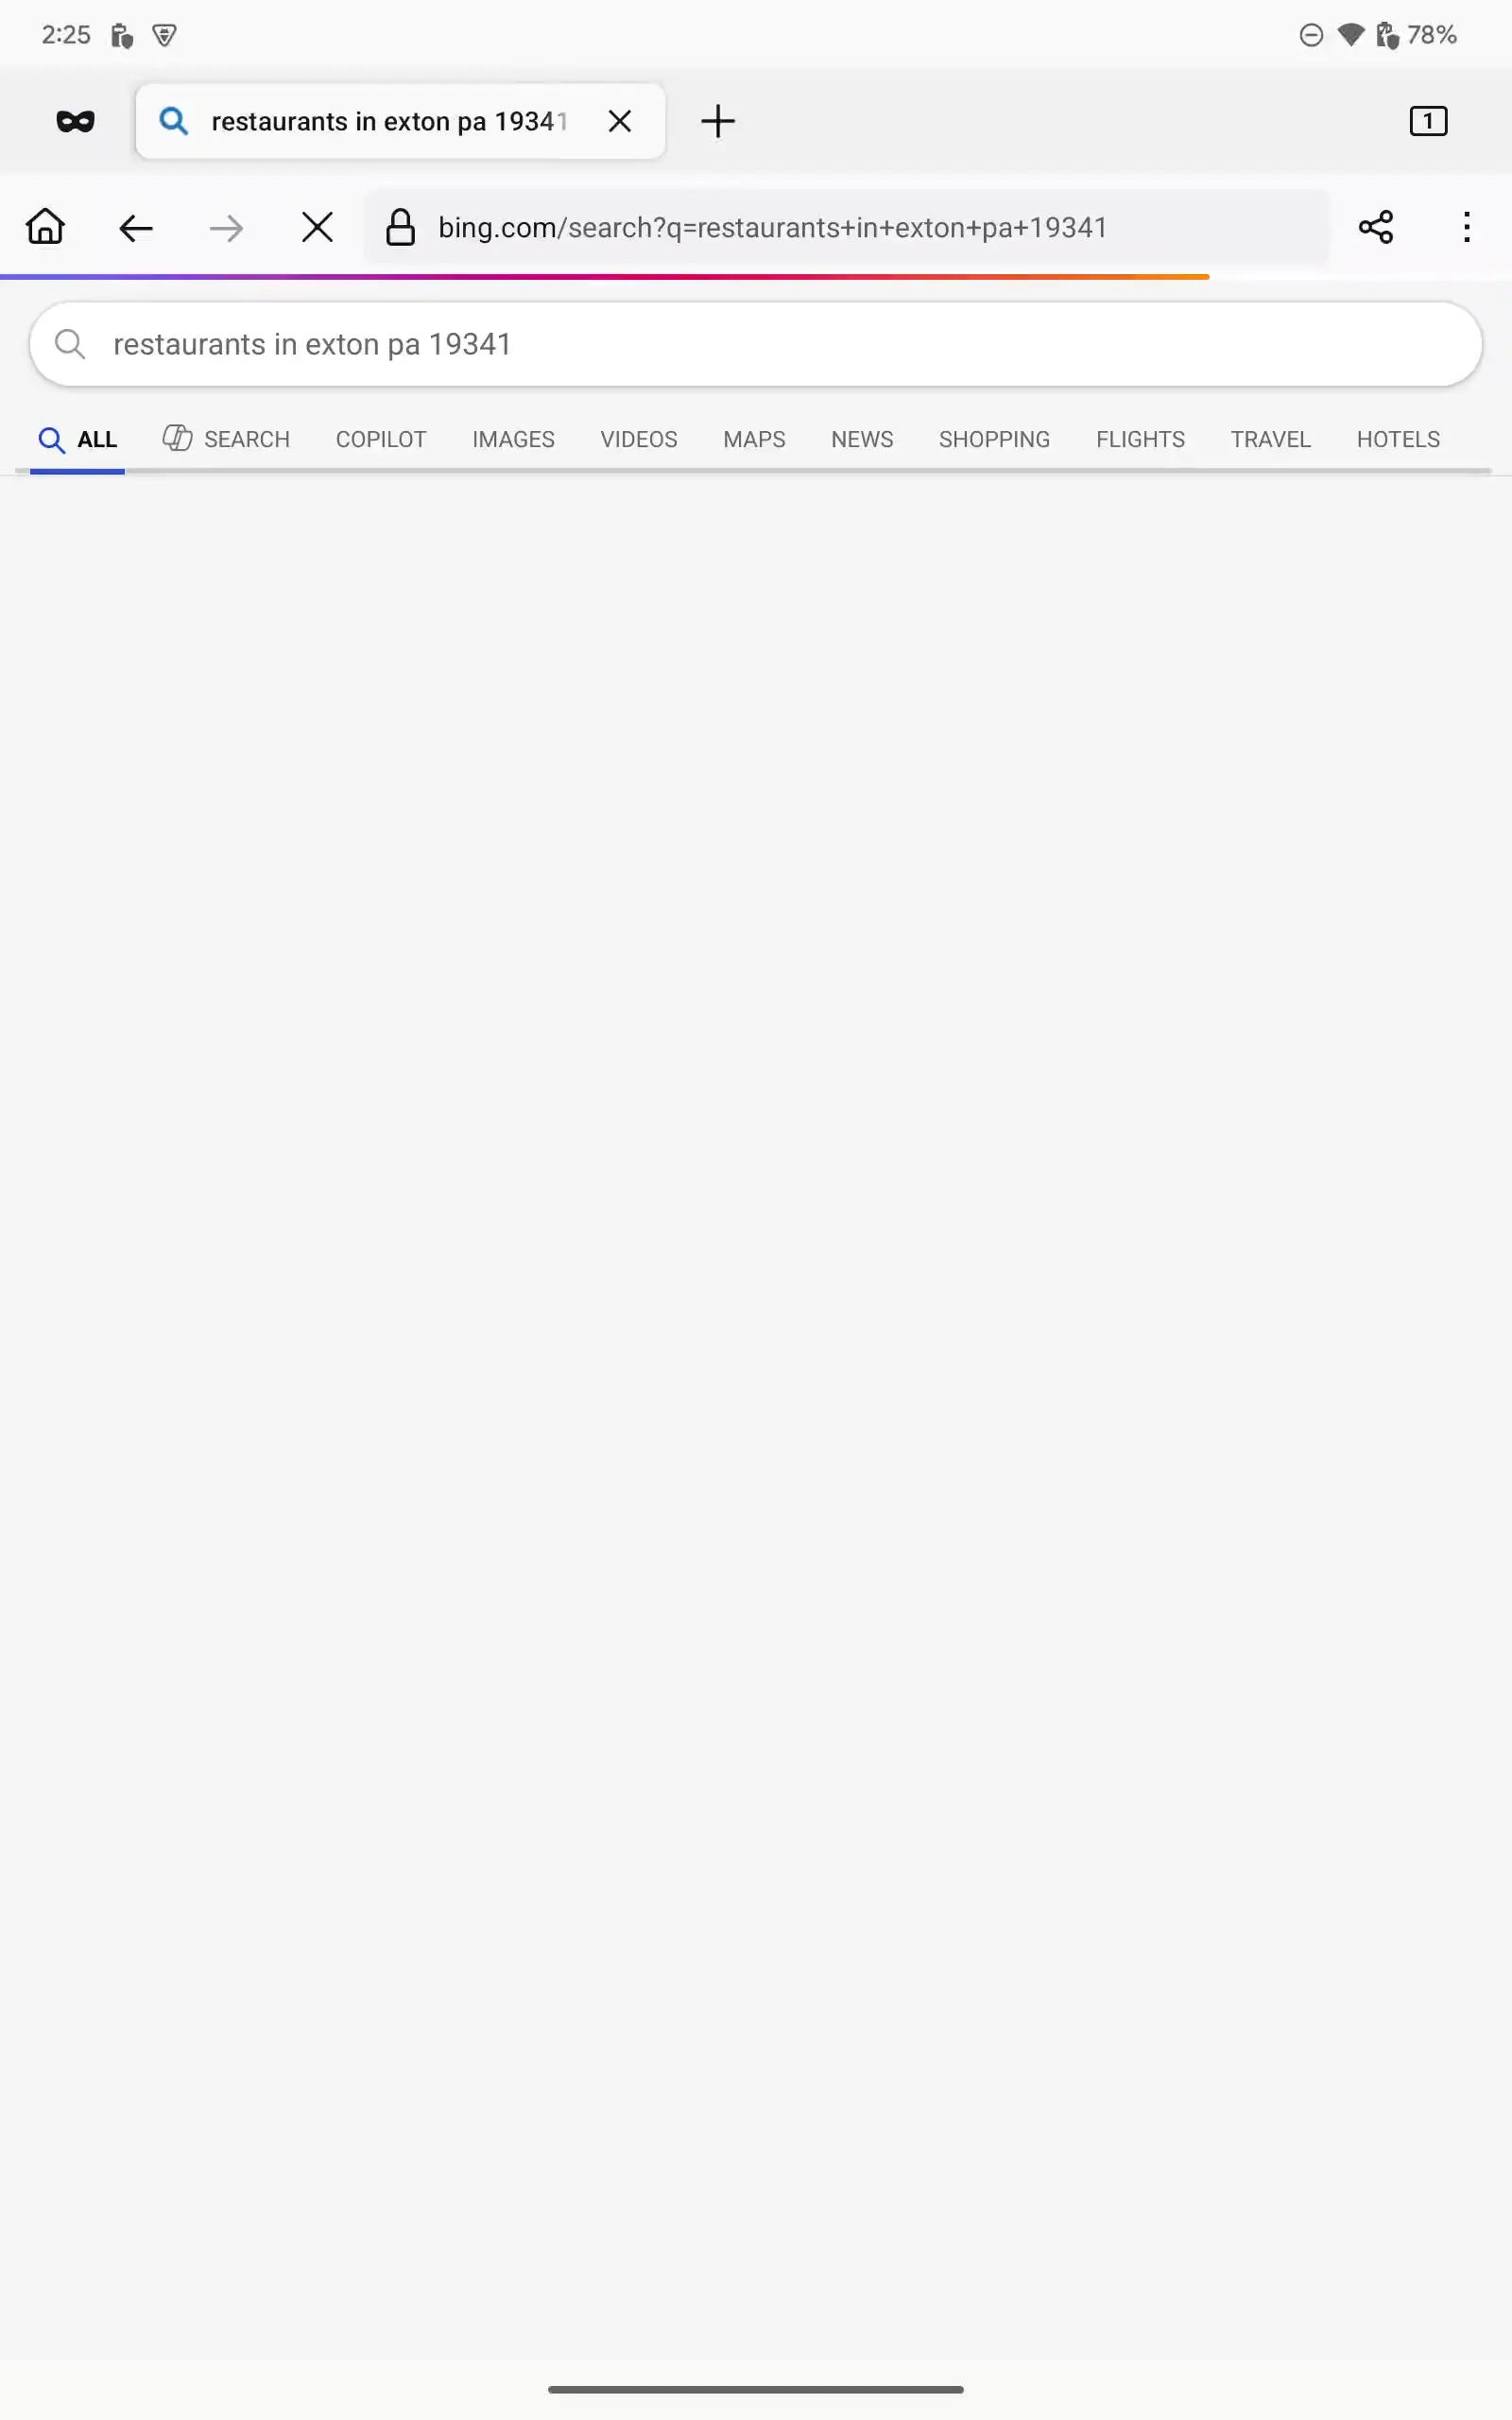 2:25
78%
restaurants in exton pa 19341
1
bing.com/search?q=restaurants+in+exton+pa+19341
restaurants in exton pa 19341
ALL SEARCH COPILOT IMAGES VIDEOS MAPS NEWS SHOPPING FLIGHTS TRAVEL HOTELS